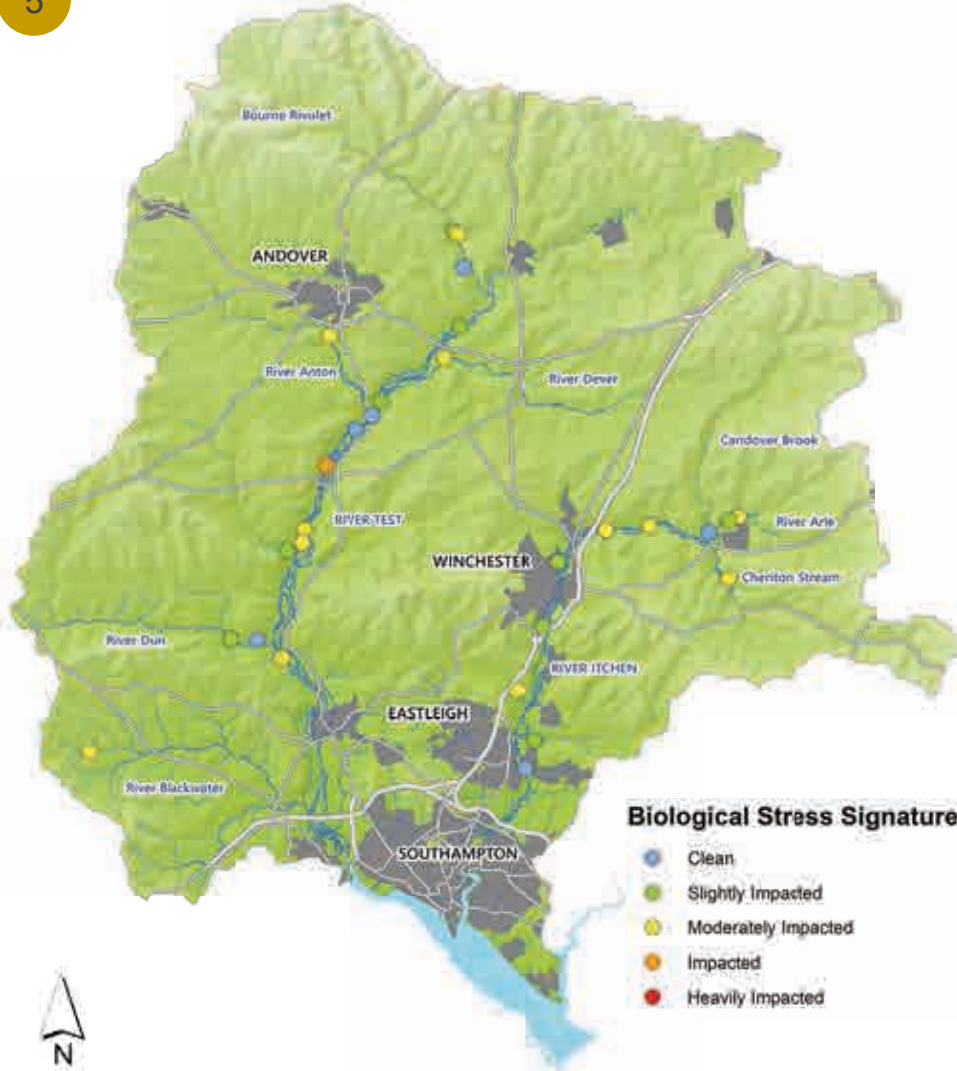 5
Bourne Rivulet
ANDOVER
River Anton
River Dever
Candover Brook
RIVER TEST
River Arle
WINCHESTER
Cheriton Stream
River Dun
RIVER ITCHEN
EASTLEIGH
River Blackwater
SOUTHAMPTON
Biological Stress Signature
Clean
Slightly Impacted
Moderately Impacted
Impacted
Heavily Impacted
N